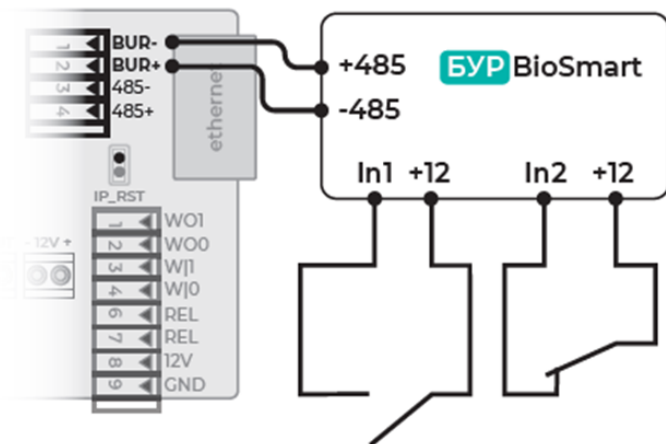 1 BUR-
2 BUR+
3 485-
4 485+
ethernet
+485
-485
БУР BioSmart
In1 +12 In2 +12
IP_RST
- 12V +
1 WO1
2 WO0
3 W|1
4 W|0
6 REL
7 REL
8 12V
9 GND